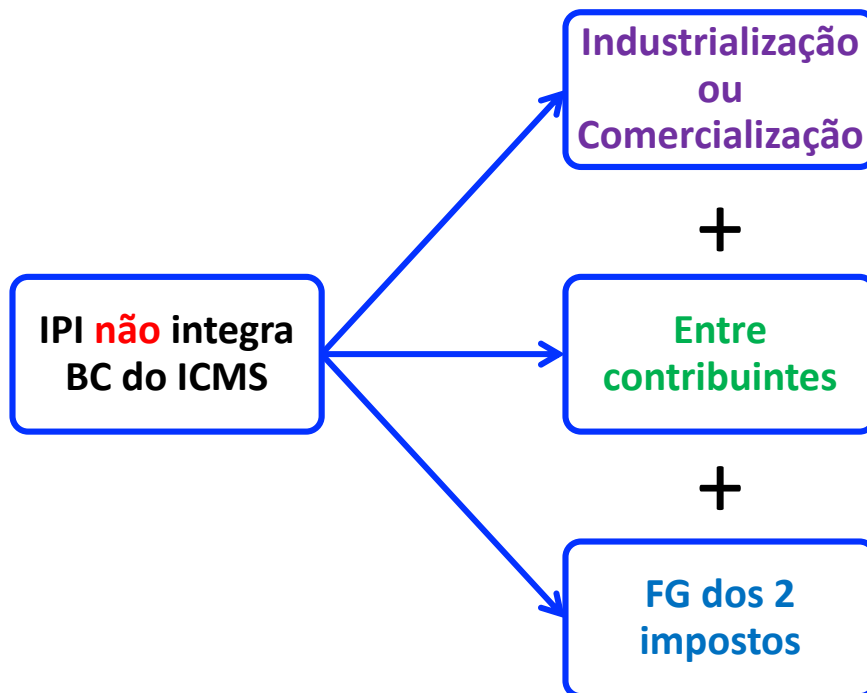 Industrialização
ou
Comercialização
+
IPI não integra
BC do ICMS
Entre
contribuintes
+
FG dos 2
impostos